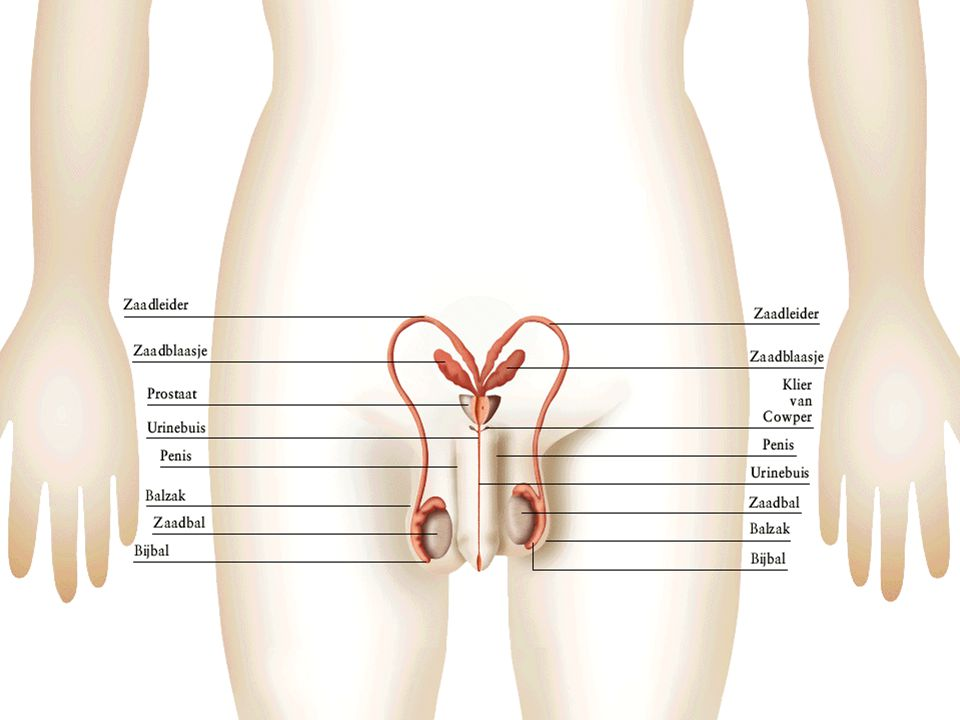 Zaadleider
Zaadblaasje
Prostaat
Urinebuis
Penis
Balzak
Zaadbal
Bijbal
Zaadleider
Zaadblaasje
Klier
van
Cowper
Penis
Urinebuis
Zaadbal
Balzak
Bijbal